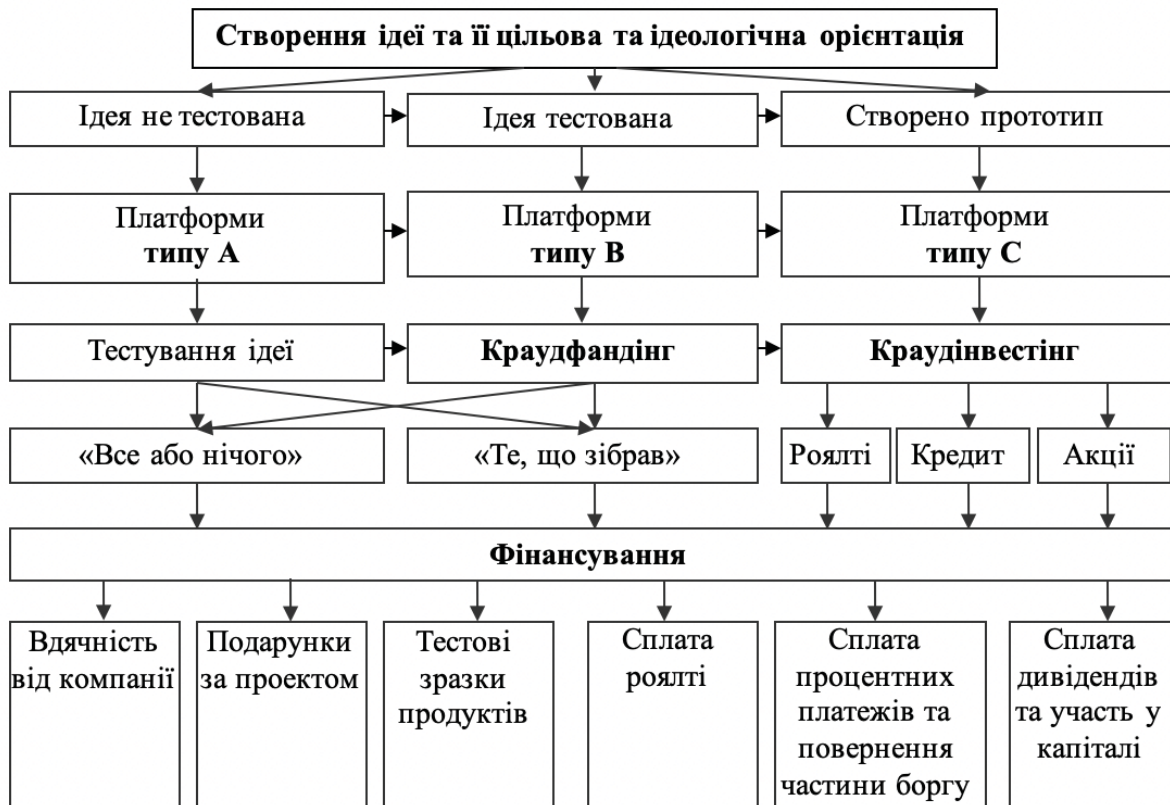 Створення ідеї та її цільова та ідеологічна орієнтація
Ідея не тестована
Ідея тестована
Створено прототип
Платформи
типу А
Платформи
типу В
Платформи
типу С
Тестування ідеї
Краудфандінг
Краудінвестінг
«Все або нічого»
«Те, що зібрав»
Роялті
Кредит
Акції
Фінансування
Вдячність
від компанії
Подарунки
за проектом
Тестові
зразки
продуктів
Сплата
роялті
Сплата
процентних
платежів та
повернення
частини боргу
Сплата
дивідендів
та участь у
капіталі